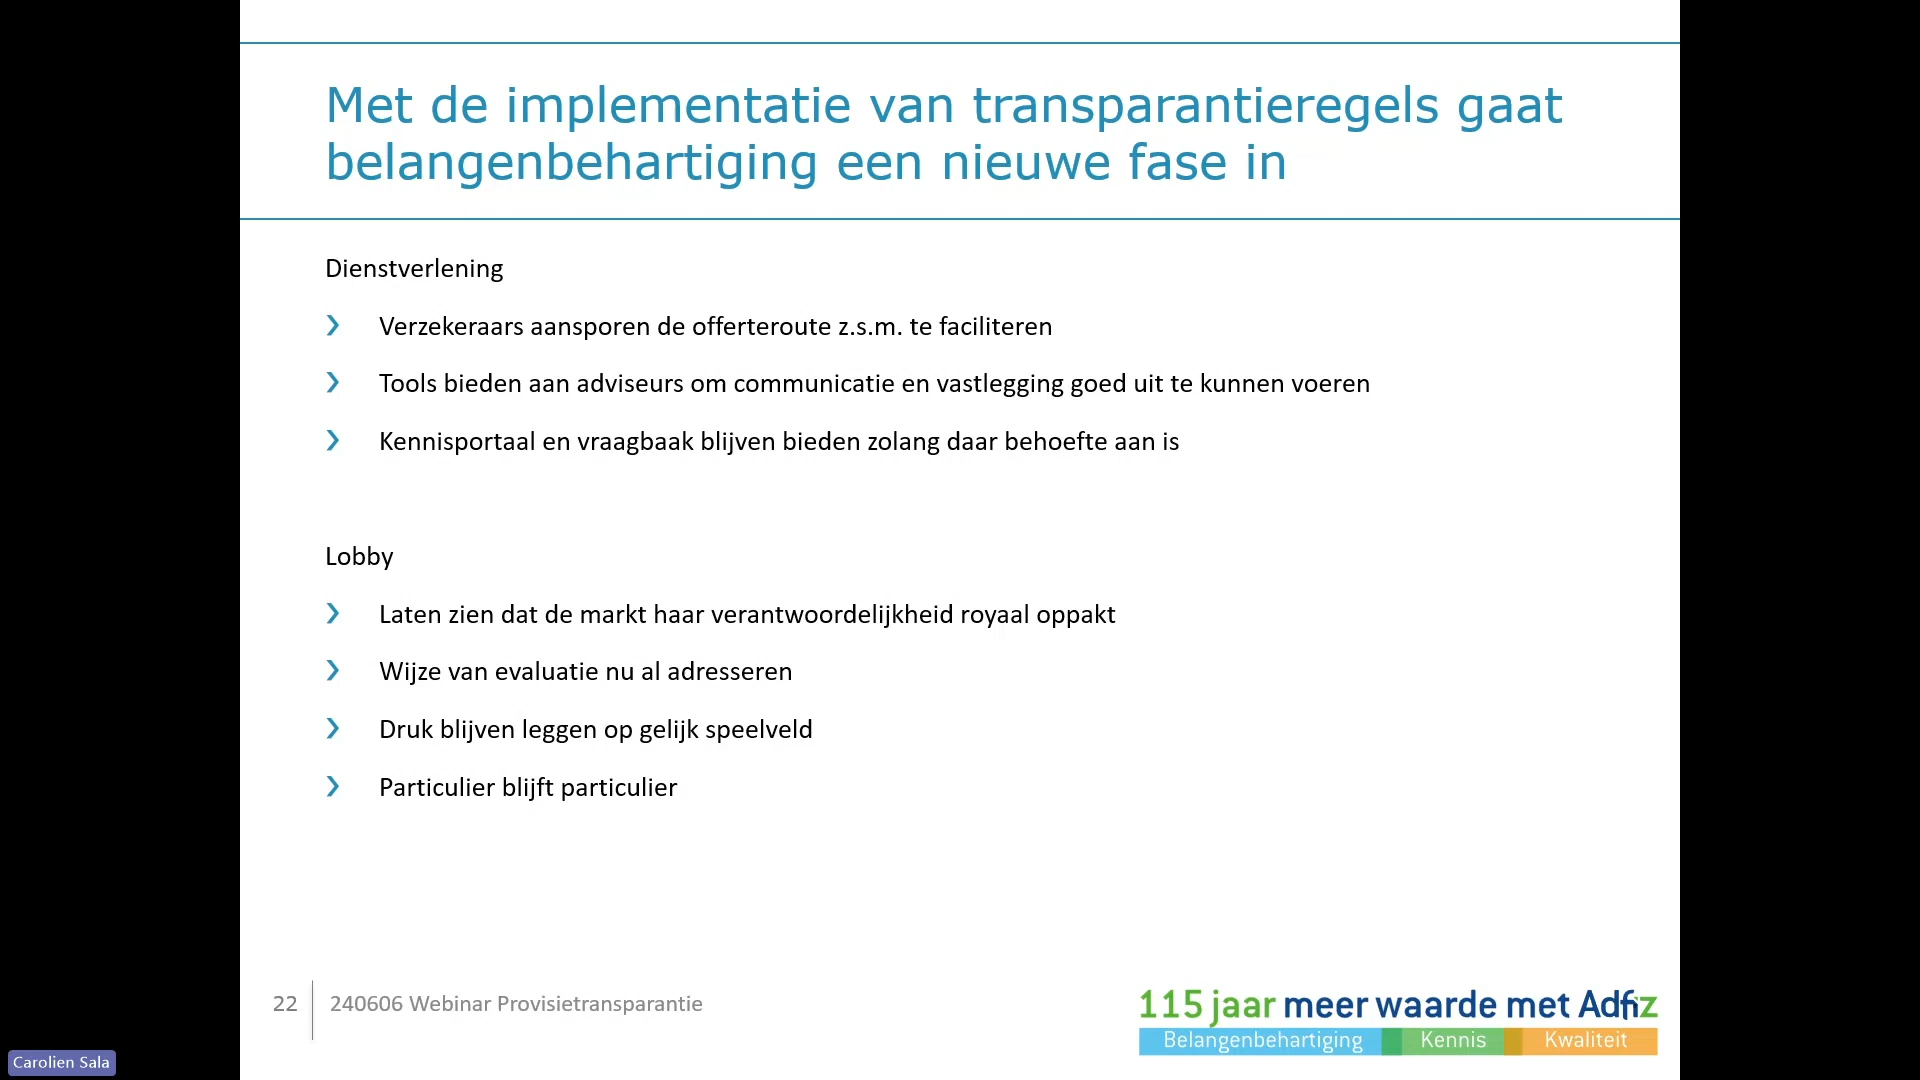 Met de implementatie van transparantieregels gaat
belangenbehartiging een nieuwe fase in
Dienstverlening
Verzekeraars aansporen de offerteroute z.s.m. te faciliteren
Tools bieden aan adviseurs om communicatie en vastlegging goed uit te kunnen voeren
Kennisportaal en vraagbaak blijven bieden zolang daar behoefte aan is
Lobby
Laten zien dat de markt haar verantwoordelijkheid royaal oppakt
Wijze van evaluatie nu al adresseren
Druk blijven leggen op gelijk speelveld
Particulier blijft particulier
22 240606 Webinar Provisietransparantie
115 jaar meer waarde met Adfiz
Belangenbehartiging Kennis Kwaliteit
Carolien Sala